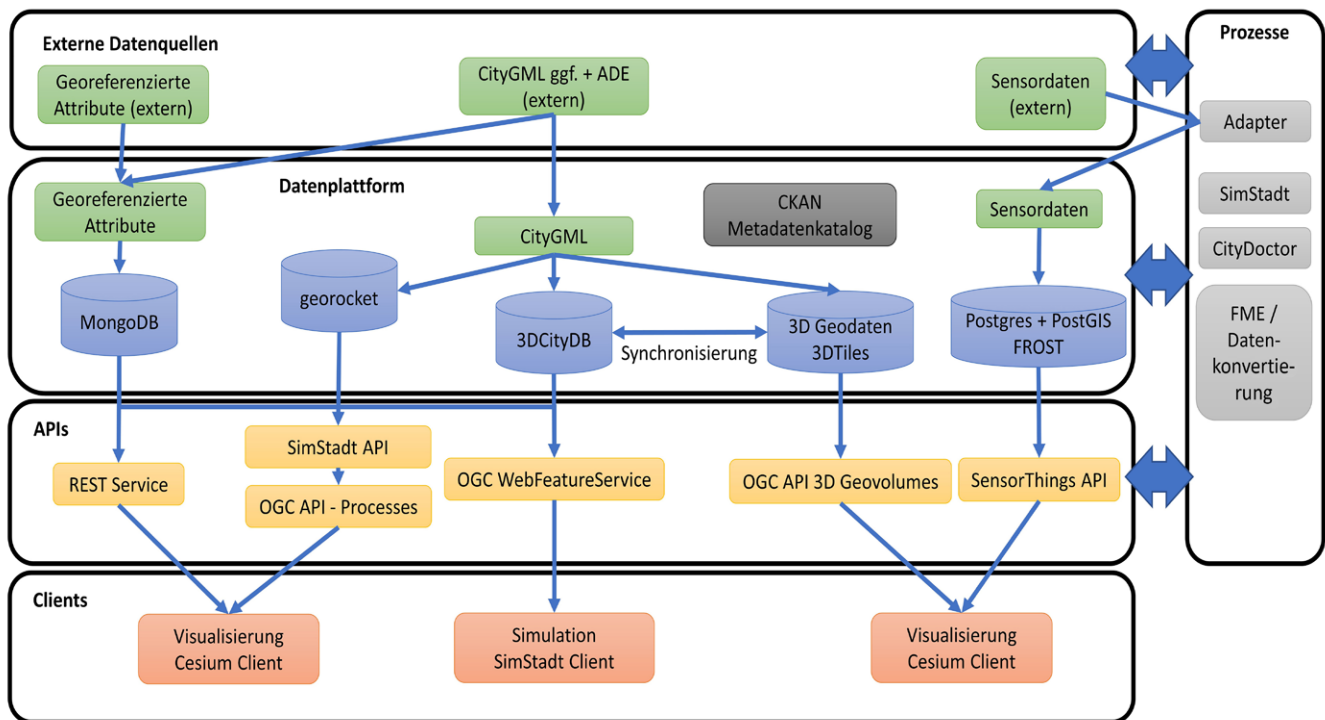 Externe Datenquellen
Georeferenzierte
Attribute (extern)
CityGML ggf. + ADE
(extern)
Sensordaten
(extern)
Prozesse
Adapter
SimStadt
CityDoctor
FME /
Daten-
konvertie-
rung
Datenplattform
Georeferenzierte
Attribute
CityGML
CKAN
Metadatenkatalog
Sensordaten
MongoDB
georocket
3DCityDB
Synchronisierung
3D Geodaten
3DTiles
Postgres + PostGIS
FROST
APIs
REST Service
SimStadt API
OGC API - Processes
OGC WebFeatureService
OGC API 3D Geovolumes
SensorThings API
Clients
Visualisierung
Cesium Client
Simulation
SimStadt Client
Visualisierung
Cesium Client